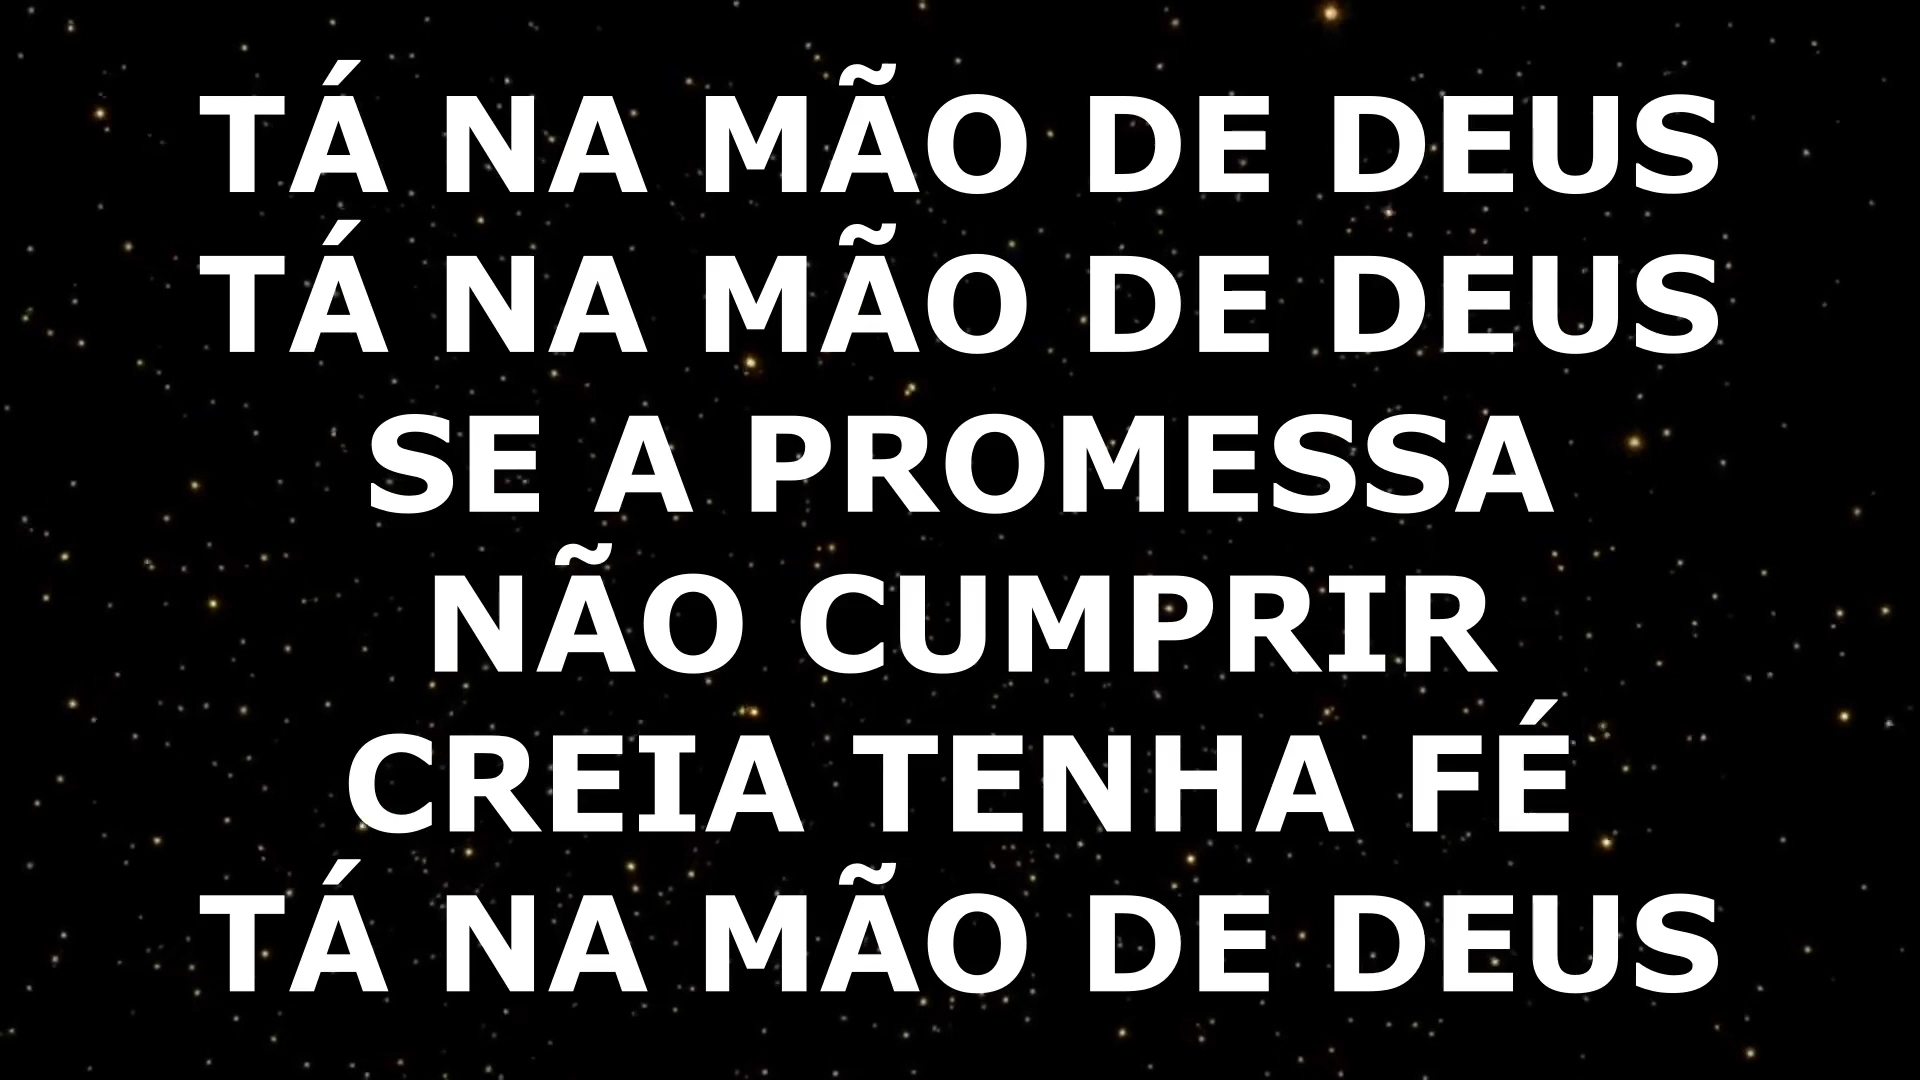 TÁ NA MÃO DE DEUS
TÁ NA MÃO DE DEUS
SE A PROMESSA
NÃO CUMPRIR
CREIA TENHA FÉ
TÁ NA MÃO DE DEUS